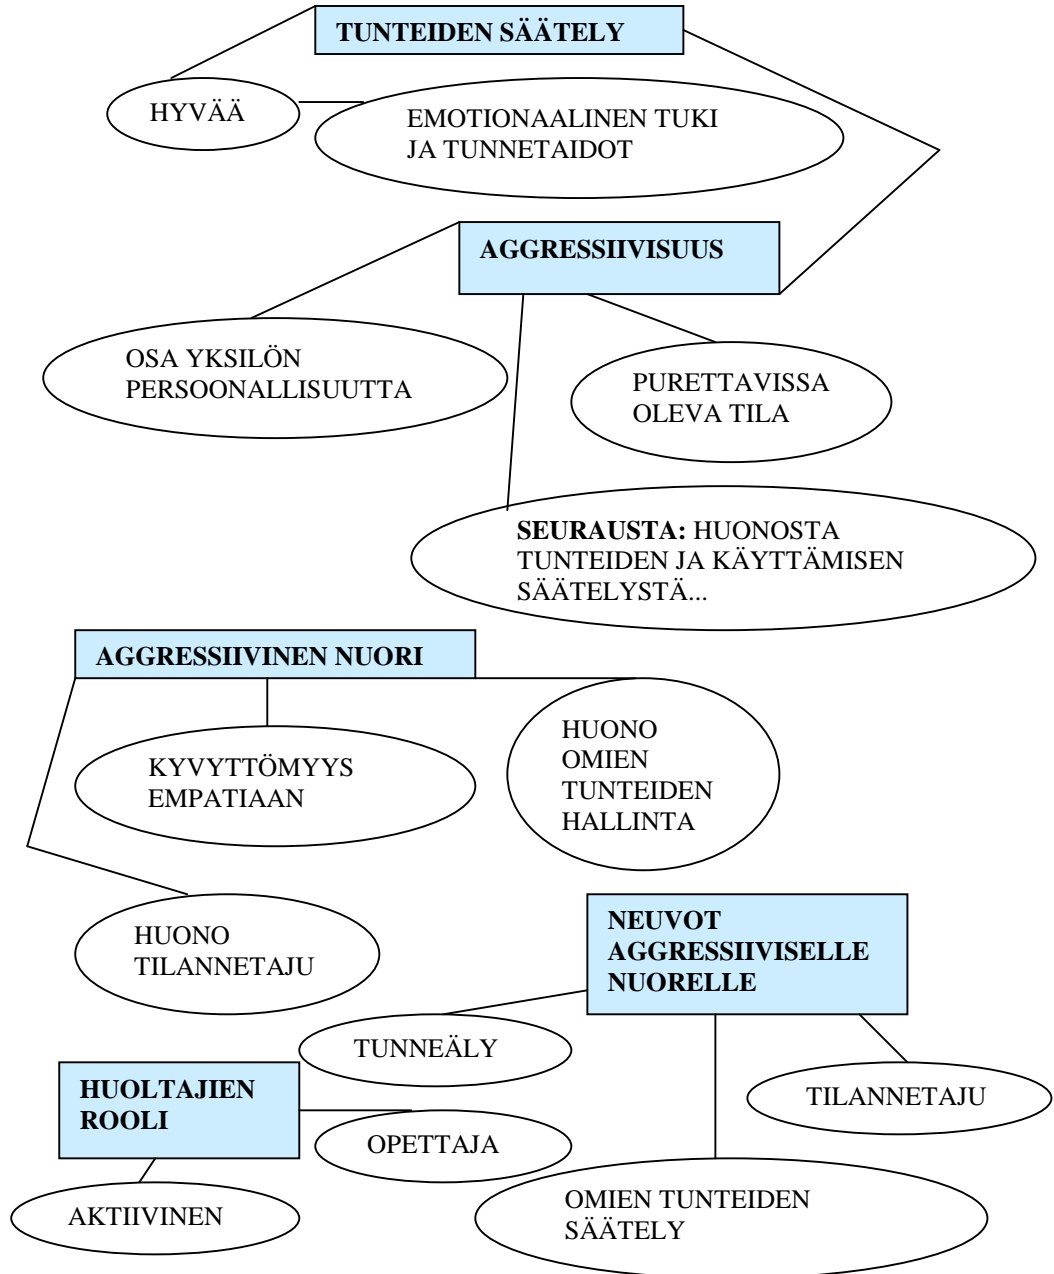 TUNTEIDEN SÄÄTELY
HYVÄÄ
EMOTIONAALINEN TUKI
JA TUNNETAIDOT
AGGRESSIIVISUUS
OSA YKSILÖN
PERSOONALLISUUTTA
PURETTAVISSA
OLEVA TILA
SEURAUSTA: HUONOSTA
TUNTEIDEN JA KÄYTTÄMISEN
SÄÄTELYSTÄ...
AGGRESSIIVINEN NUORI
KYVYTTÖMYYS
EMPATIAAN
HUONO
OMIEN
TUNTEIDEN
HALLINTA
HUONO
TILANNETAJU
NEUVOT
AGGRESSIIVISELLE
NUORELLE
TUNNEÄLY
TILANNETAJU
OMIEN TUNTEIDEN
SÄÄTELY
HUOLTAJIEN
ROOLI
OPETTAJA
AKTIIVINEN